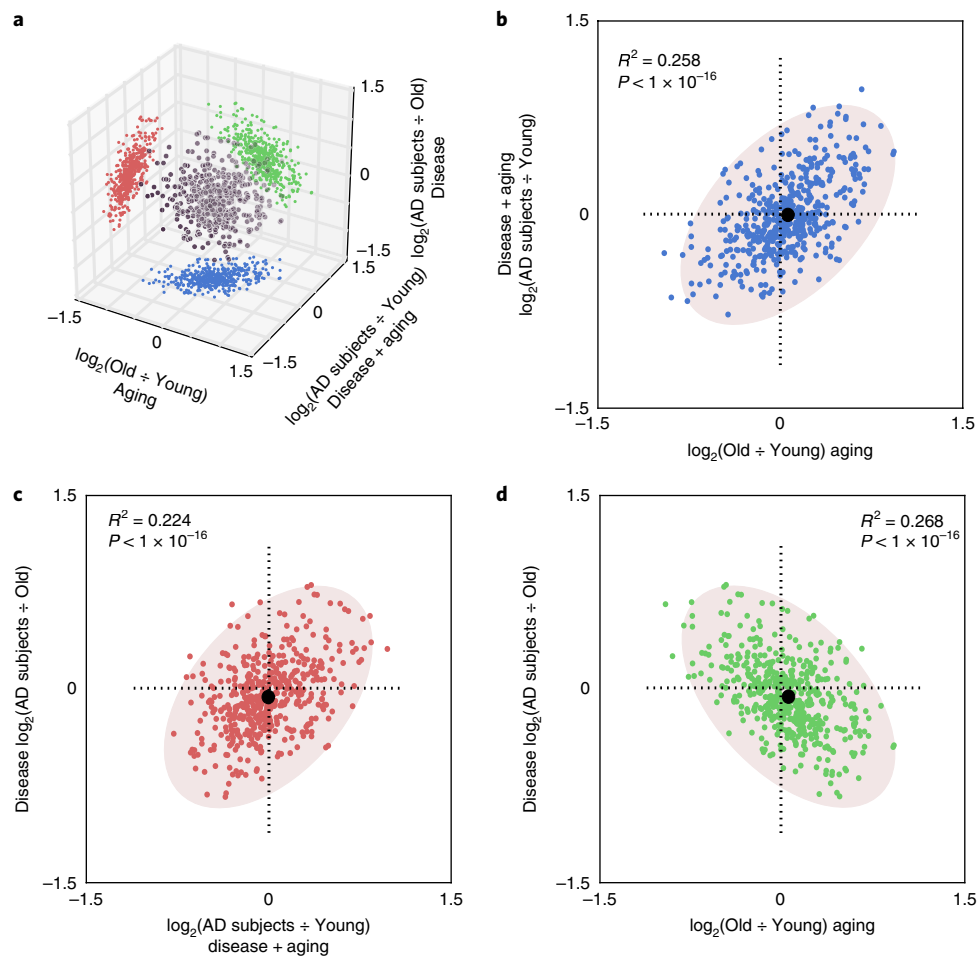 a
1.5
0
−1.5
log2(AD subjects ÷ Old)
Disease
1.5
0
−1.5
log2(AD subjects ÷ Young)
Disease + aging
−1.5
0
1.5
log2(Old ÷ Young)
Aging
b
1.5
R² = 0.258
P < 1 × 10⁻¹⁶
Disease + aging
log2(AD subjects ÷ Young)
0
−1.5
−1.5
0
1.5
log2(Old ÷ Young) aging
c
1.5
R² = 0.224
P < 1 × 10⁻¹⁶
Disease log2(AD subjects ÷ Old)
0
−1.5
−1.5
0
1.5
log2(AD subjects ÷ Young)
disease + aging
d
1.5
R² = 0.268
P < 1 × 10⁻¹⁶
Disease log2(AD subjects ÷ Old)
0
−1.5
−1.5
0
1.5
log2(Old ÷ Young) aging